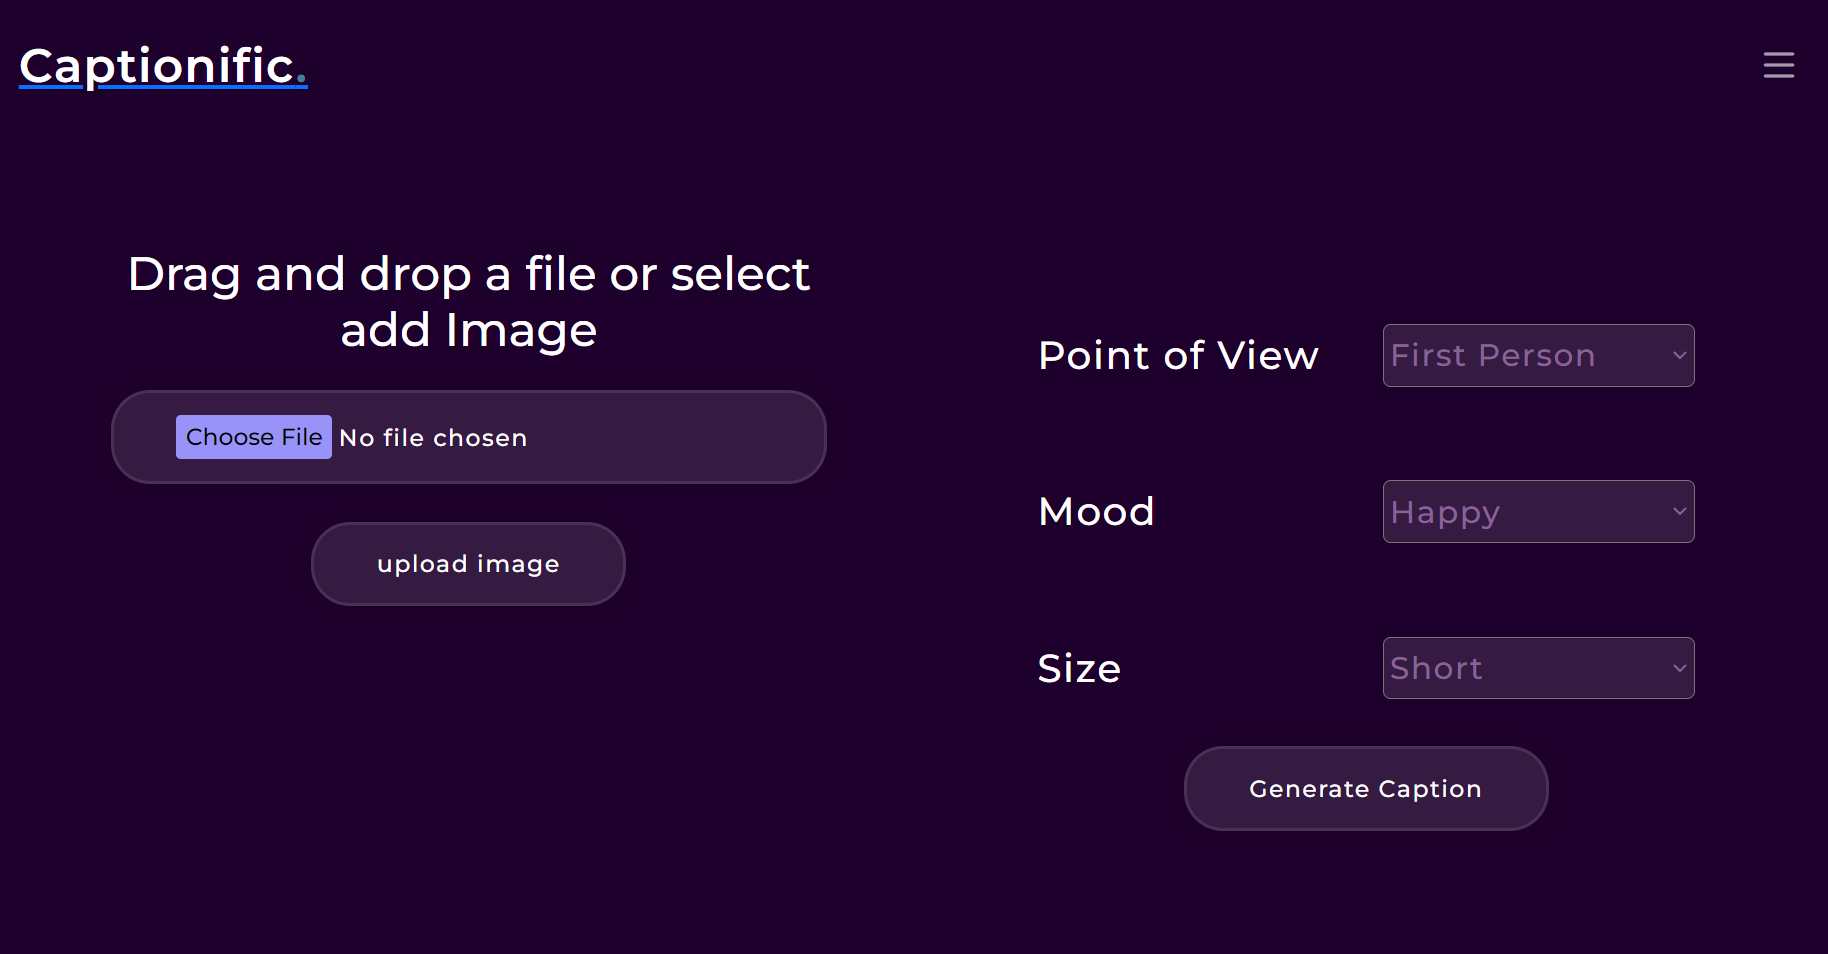 Captionific.
Drag and drop a file or select
add Image
Choose File No file chosen
upload image
Point of View First Person
Mood Happy
Size Short
Generate Caption